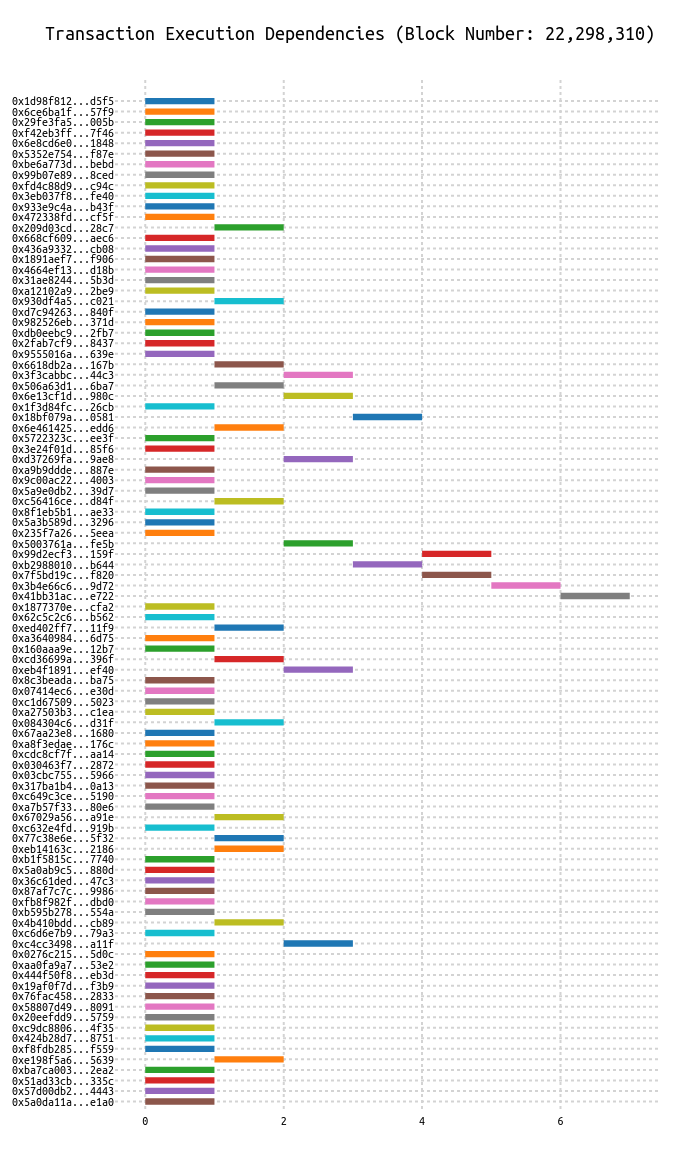 Transaction Execution Dependencies (Block Number: 22,298,310)
0x1d98f812...d5f5
0x6ce6ba1f...57f9
0x29fe3fa5...005b
0xf42eb3ff...7f46
0x6e8cd6e0...1848
0x5352e754...f87e
0xbe6a773d...bebd
0x99b07e89...8ced
0xfd4c88d9...c94c
0x3eb037f8...fe40
0x933e9c4a...b43f
0x472338fd...cf5f
0x209d03cd...28c7
0x668cf609...aec6
0x436a9332...cb08
0x1891aef7...f906
0x4664ef13...d18b
0x31ae8244...5b3d
0xa12102a9...2be9
0x930df4a5...c021
0xd7c94263...840f
0x982526eb...371d
0xdb0eebc9...2fb7
0x2fab7cf9...8437
0x9555016a...639e
0x6618db2a...167b
0x3f3cabbc...44c3
0x506a63d1...6ba7
0x6e13cf1d...980c
0x1f3d84fc...26cb
0x18bf079a...0581
0x6e461425...edd6
0x5722323c...ee3f
0x3e24f01d...85f6
0xd37269fa...9ae8
0xa9b9ddde...887e
0x9c00ac22...4003
0x5a9e0db2...39d7
0xc56416ce...d84f
0x8f1eb5b1...ae33
0x5a3b589d...3296
0x235f7a26...5eea
0x5003761a...fe5b
0x99d2ecf3...159f
0xb2988010...b644
0x7f5bd19c...f820
0x3b4e66c6...9d72
0x41bb31ac...e722
0x1877370e...cfa2
0x62c5c2c6...b562
0xed402ff7...11f9
0xa3640984...6d75
0x160aaa9e...12b7
0xcd36699a...396f
0xeb4f1891...ef40
0x8c3beada...ba75
0x07414ec6...e30d
0xc1d67509...5023
0xa27503b3...c1ea
0x084304c6...d31f
0x67aa23e8...1680
0xa8f3edae...176c
0xcdc8cf7f...aa14
0x030463f7...2872
0x03cbc755...5966
0x317ba1b4...0a13
0xc649c3ce...5190
0xa7b57f33...80e6
0x67029a56...a91e
0xc632e4fd...919b
0x77c38e6e...5f32
0xeb14163c...2186
0xb1f5815c...7740
0x5a0ab9c5...880d
0x36c61ded...47c3
0x87af7c7c...9986
0xfb8f982f...dbd0
0xb595b278...554a
0x4b410bdd...cb89
0xc6d6e7b9...79a3
0xc4cc3498...a11f
0x0276c215...5d0c
0xaa0fa9a7...53e2
0x444f50f8...eb3d
0x19af0f7d...f3b9
0x76fac458...2833
0x58807d49...8091
0x20eefdd9...5759
0xc9dc8806...4f35
0x424b28d7...8751
0xf8fdb285...f559
0xe198f5a6...5639
0xba7ca003...2ea2
0x51ad33cb...335c
0x57d00db2...4443
0x5a0da11a...e1a0
0 2 4 6